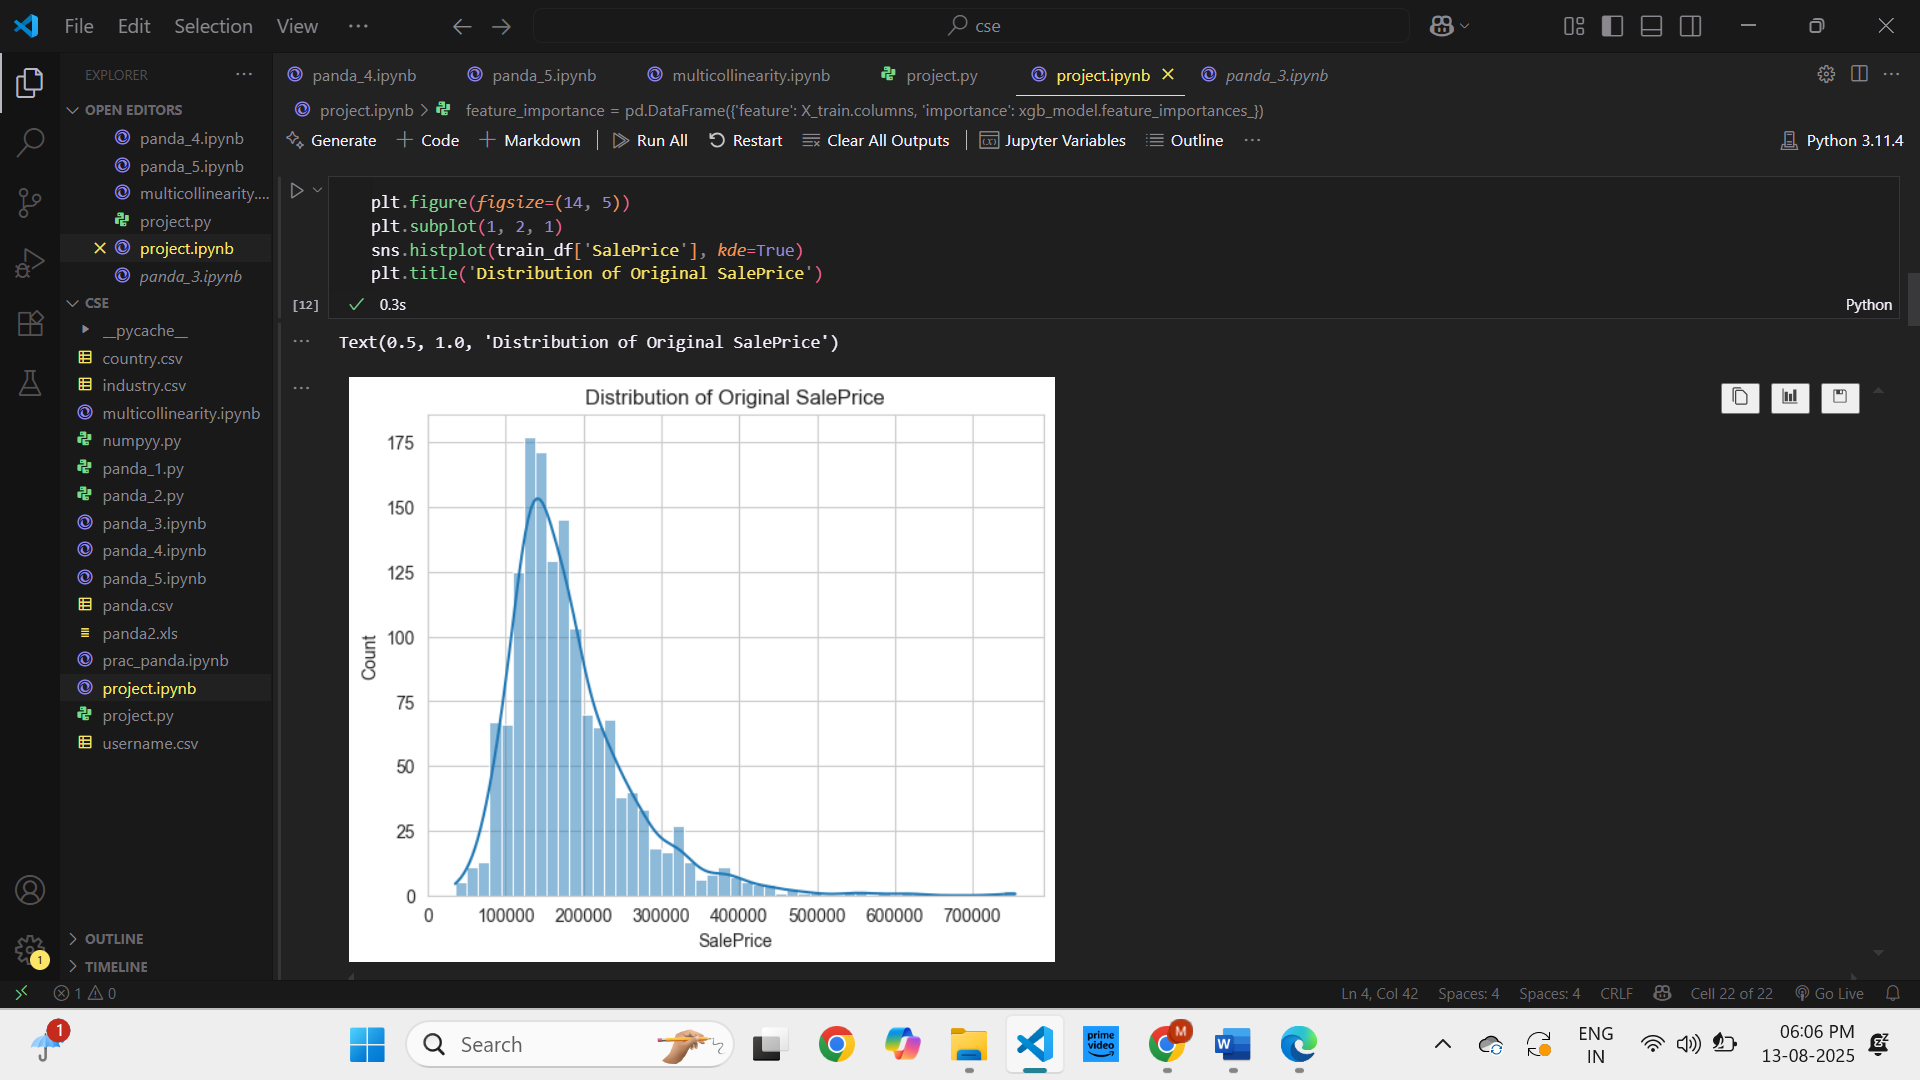 File Edit Selection View ···
cse
EXPLORER ···
panda_4.ipynb panda_5.ipynb multicollinearity.ipynb project.py project.ipynb panda_3.ipynb
project.ipynb > feature_importance = pd.DataFrame({'feature': X_train.columns, 'importance': xgb_model.feature_importances_})
Generate + Code + Markdown Run All Restart Clear All Outputs Jupyter Variables Outline ··· Python 3.11.4
OPEN EDITORS
panda_4.ipynb
panda_5.ipynb
multicollinearity....
project.py
project.ipynb
panda_3.ipynb
CSE
__pycache__
country.csv
industry.csv
multicollinearity.ipynb
numpyy.py
panda_1.py
panda_2.py
panda_3.ipynb
panda_4.ipynb
panda_5.ipynb
panda.csv
panda2.xls
prac_panda.ipynb
project.ipynb
project.py
username.csv
OUTLINE
TIMELINE
plt.figure(figsize=(14, 5))
plt.subplot(1, 2, 1)
sns.histplot(train_df['SalePrice'], kde=True)
plt.title('Distribution of Original SalePrice')
[12] 0.3s Python
Text(0.5, 1.0, 'Distribution of Original SalePrice')
Distribution of Original SalePrice
175
150
125
100
75
50
25
0
Count
0 100000 200000 300000 400000 500000 600000 700000
SalePrice
1 0 Ln 4, Col 42 Spaces: 4 Spaces: 4 CRLF Cell 22 of 22 Go Live
1
1
Search
prime video
M
W
ENG
IN
06:06 PM
13-08-2025